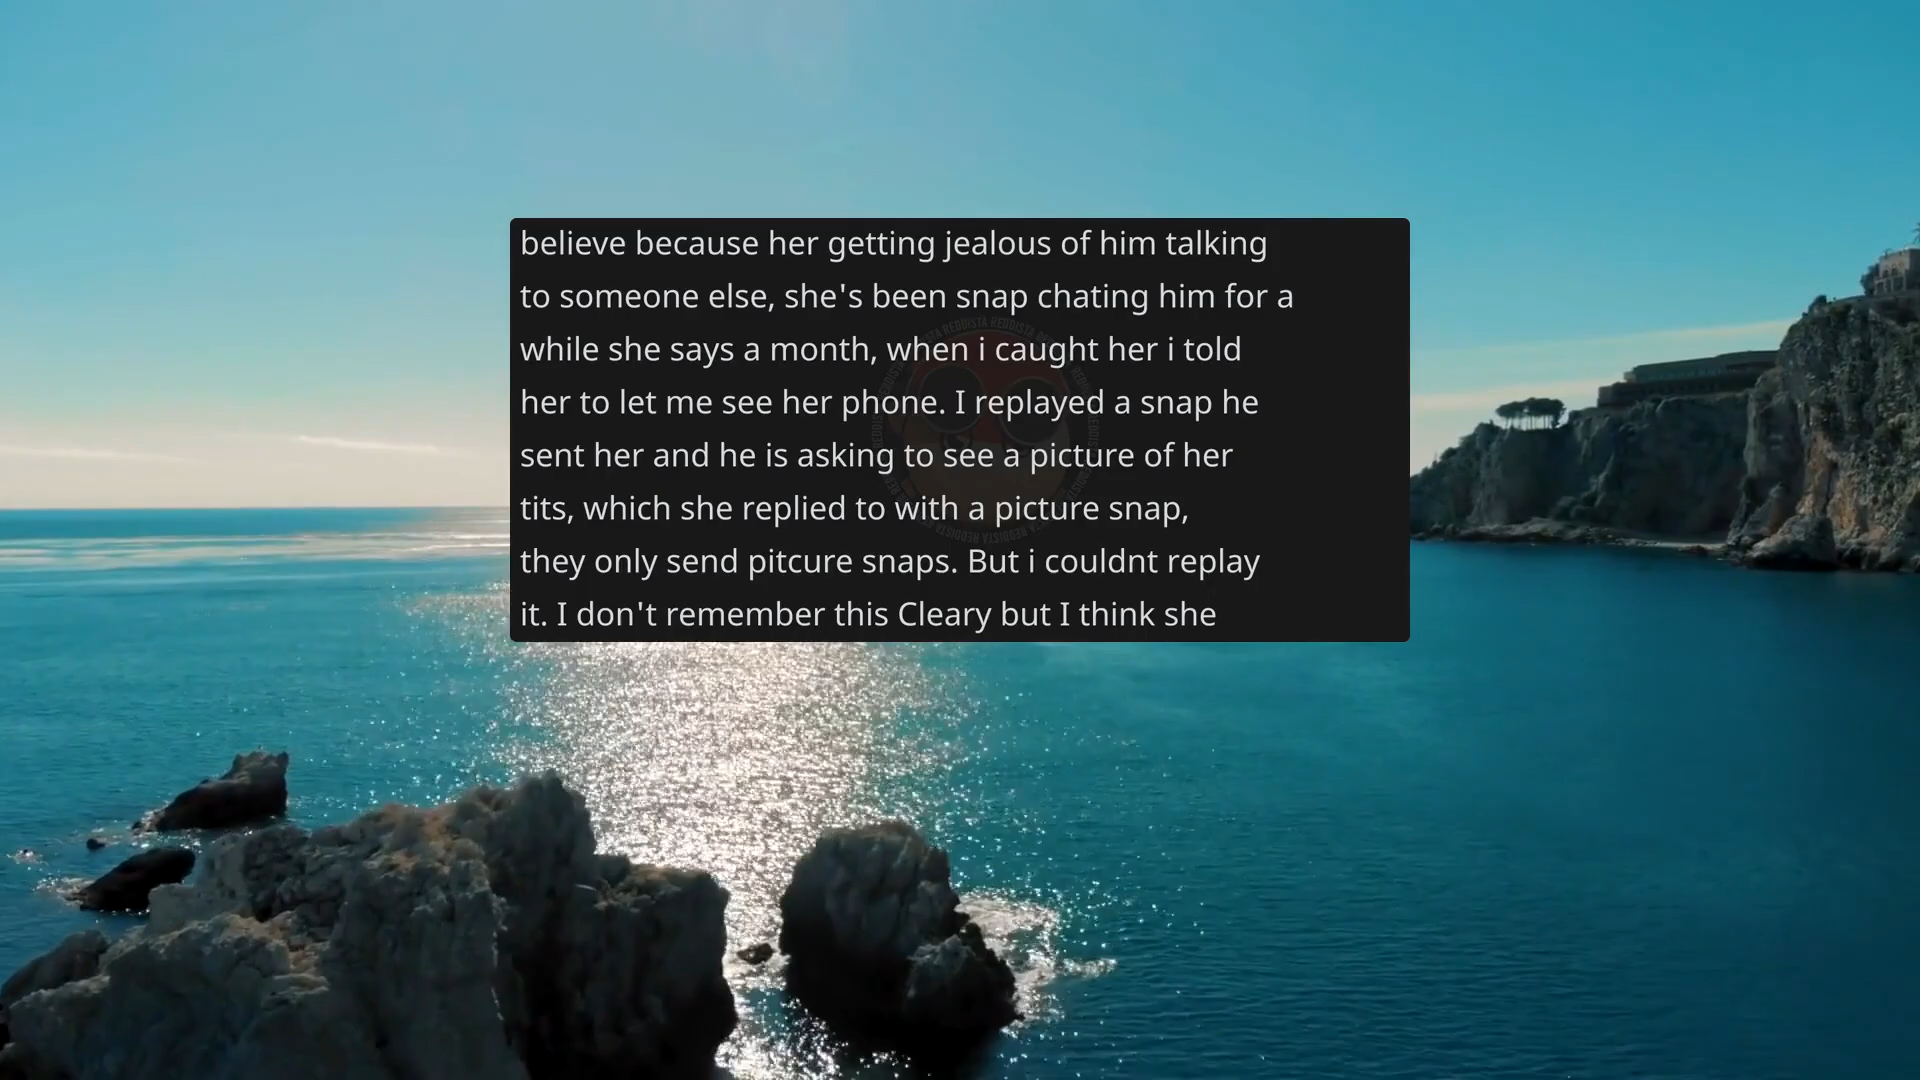 believe because her getting jealous of him talking
to someone else, she's been snap chating him for a
while she says a month, when i caught her i told
her to let me see her phone. I replayed a snap he
sent her and he is asking to see a picture of her
tits, which she replied to with a picture snap,
they only send pitcure snaps. But i couldnt replay
it. I don't remember this Cleary but I think she